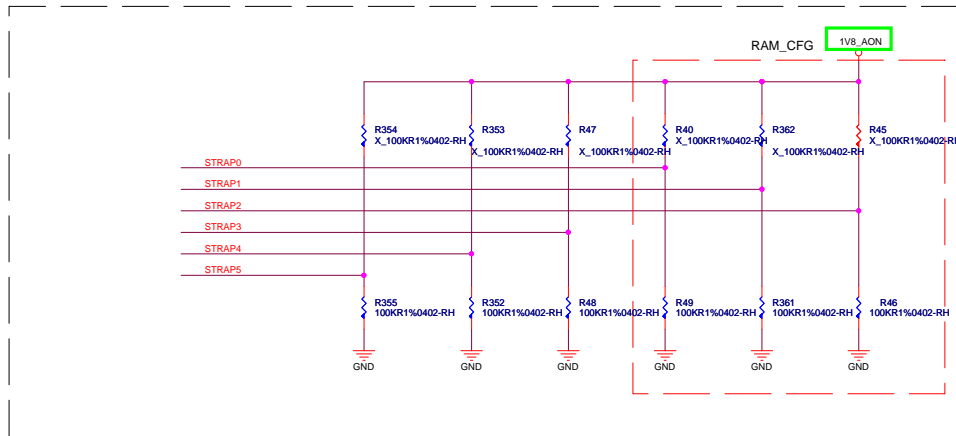 RAM_CFG
1V8_AON
R354
X_100KR1%0402-RH
R353
X_100KR1%0402-RH
R47
X_100KR1%0402-RH
R40
X_100KR1%0402-RH
R362
X_100KR1%0402-RH
R45
X_100KR1%0402-RH
STRAP0
STRAP1
STRAP2
STRAP3
STRAP4
STRAP5
R355
100KR1%0402-RH
R352
100KR1%0402-RH
R48
100KR1%0402-RH
R49
100KR1%0402-RH
R361
100KR1%0402-RH
R46
100KR1%0402-RH
GND
GND
GND
GND
GND
GND